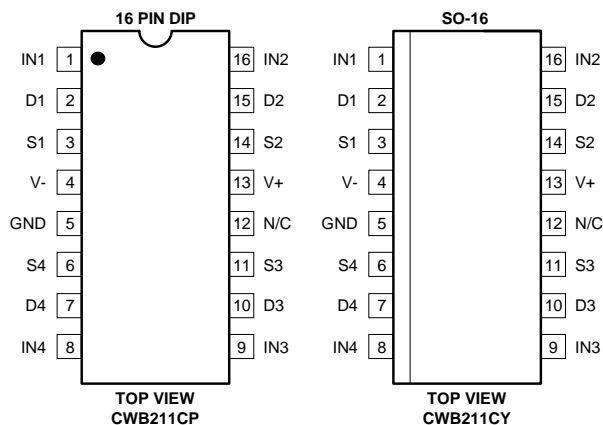 16 PIN DIP
IN1 1 16 IN2
D1 2 15 D2
S1 3 14 S2
V- 4 13 V+
GND 5 12 N/C
S4 6 11 S3
D4 7 10 D3
IN4 8 9 IN3
TOP VIEW
CWB211CP
SO-16
IN1 1 16 IN2
D1 2 15 D2
S1 3 14 S2
V- 4 13 V+
GND 5 12 N/C
S4 6 11 S3
D4 7 10 D3
IN4 8 9 IN3
TOP VIEW
CWB211CY